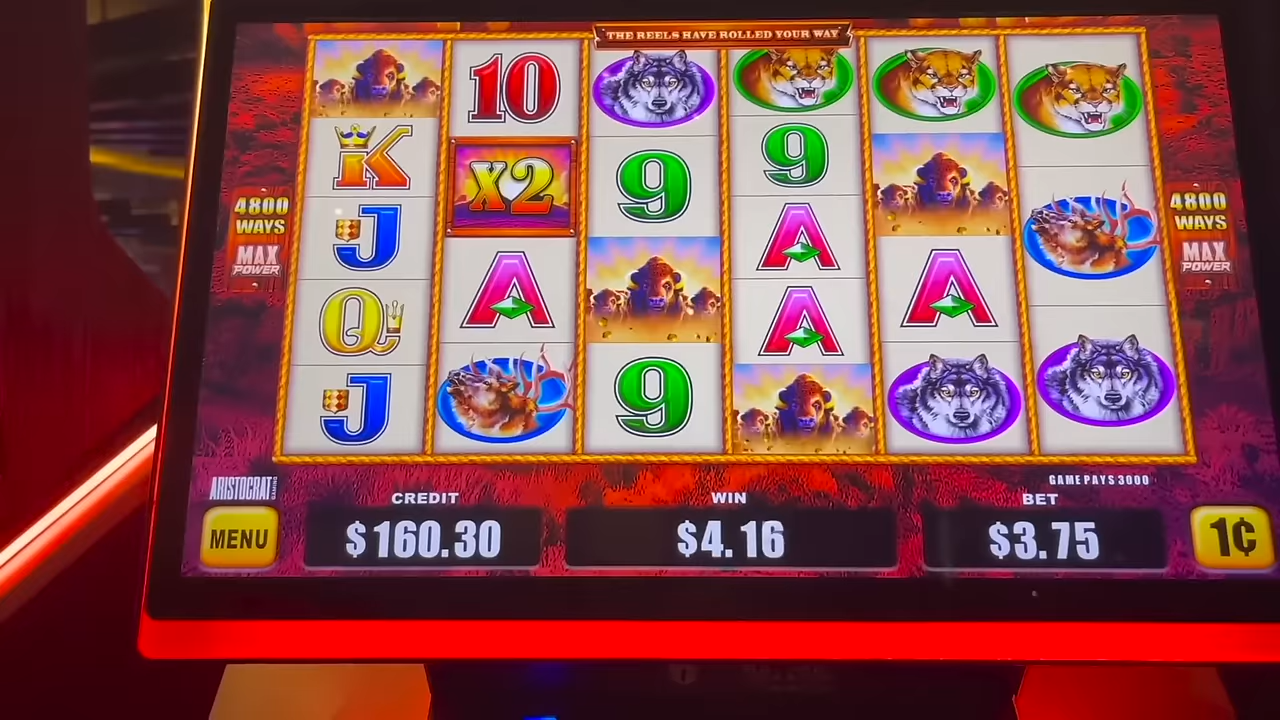 THE REELS HAVE ROLLED YOUR WAY
10
K
X2
9
9
4800
WAYS
MAX
POWER
4800
WAYS
MAX
POWER
J
A
A
A
A
Q
J
9
ARISTOCRAT
GAMING
GAME PAYS 3000
CREDIT
WIN
BET
MENU
$160.30
$4.16
$3.75
1¢